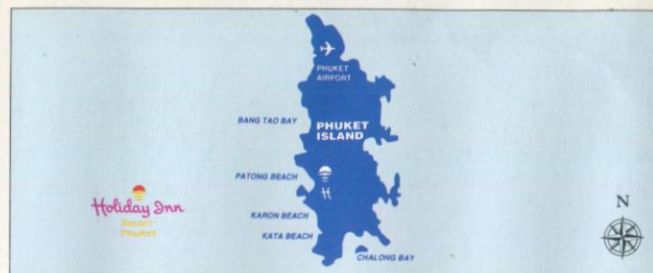 PHUKET
AIRPORT
BANG TAO BAY
PHUKET
ISLAND
PATONG BEACH
H
Holiday Inn
Resort
Phuket
N
KARON BEACH
KATA BEACH
CHALONG BAY